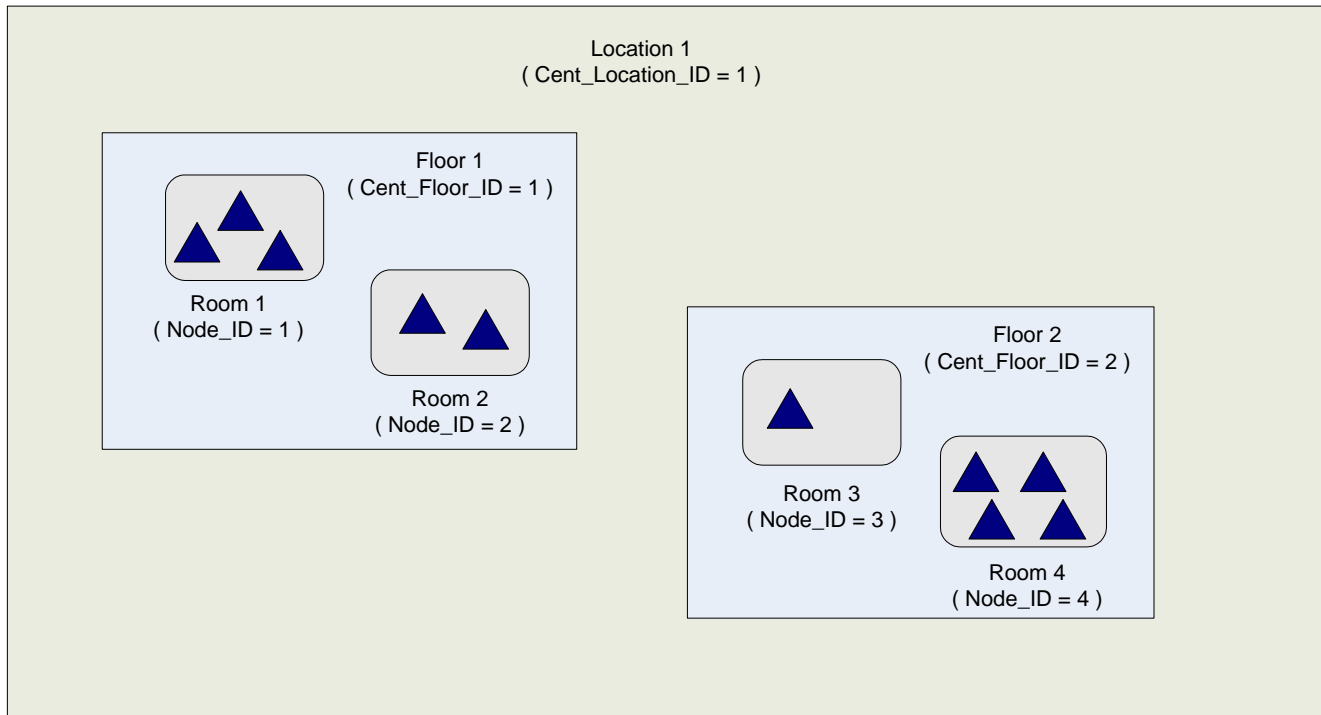 Location 1
( Cent_Location_ID = 1 )
Floor 1
( Cent_Floor_ID = 1 )
Room 1
( Node_ID = 1 )
Room 2
( Node_ID = 2 )
Floor 2
( Cent_Floor_ID = 2 )
Room 3
( Node_ID = 3 )
Room 4
( Node_ID = 4 )